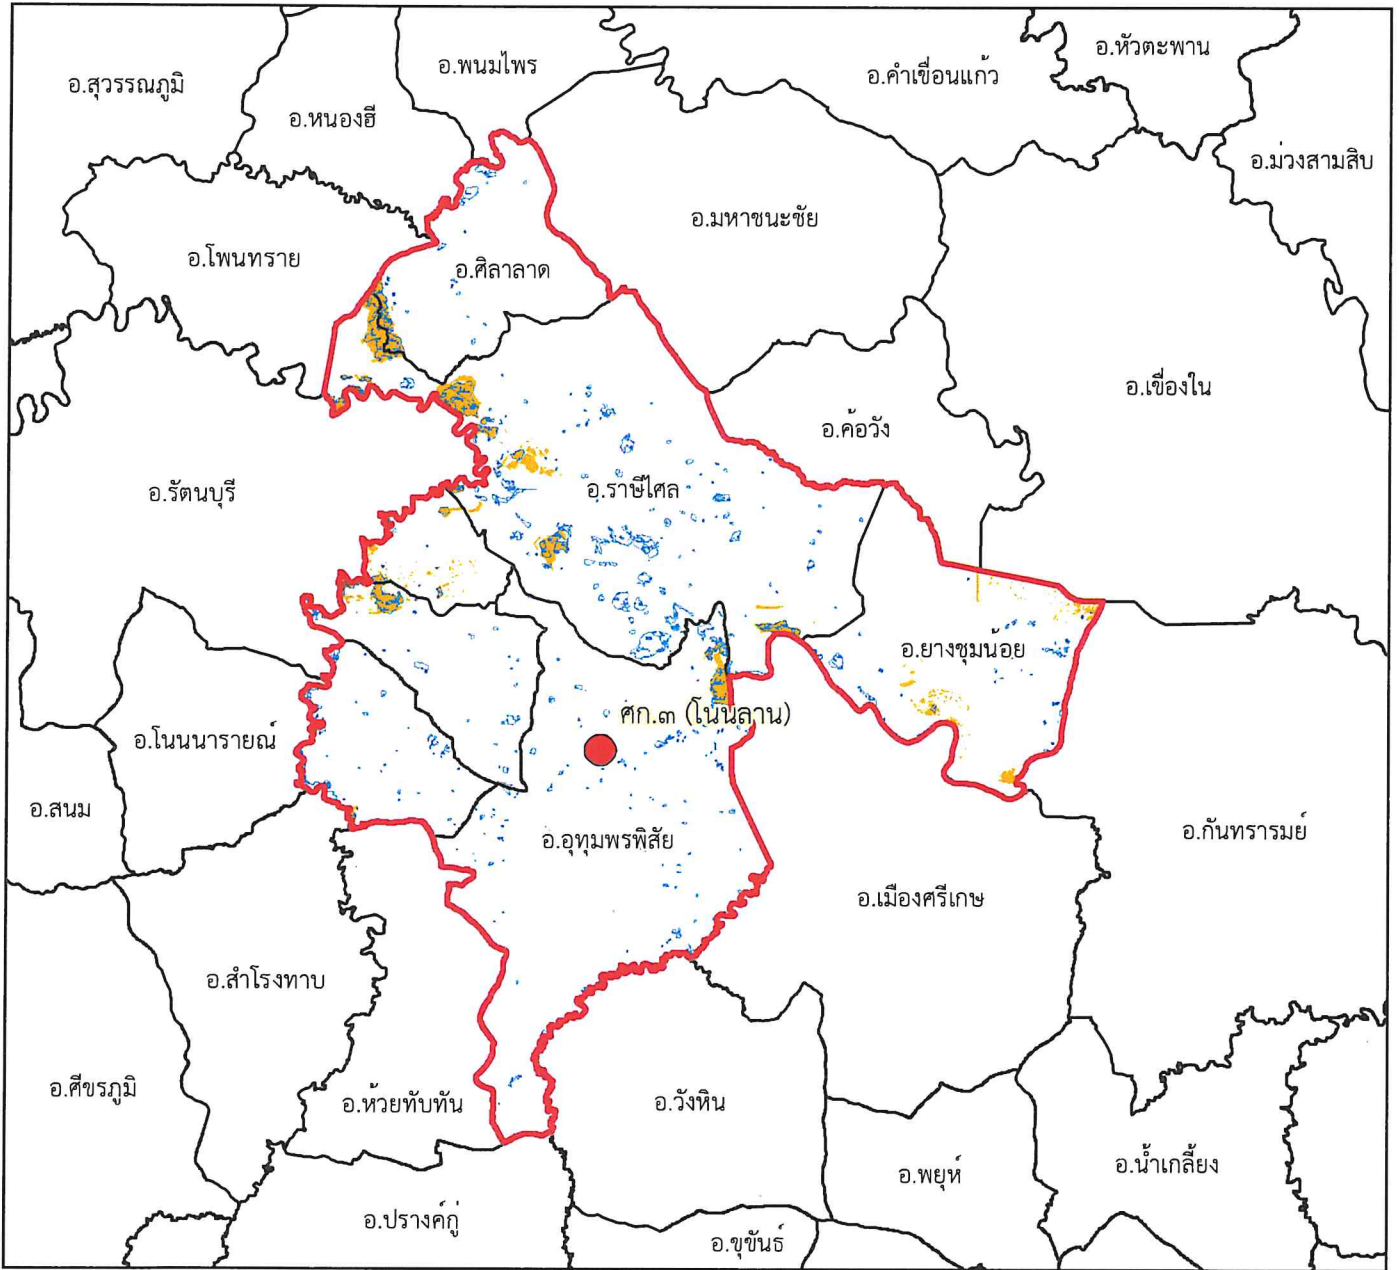 อ.หัวตะพาน
อ.พนมไพร
อ.คำเขื่อนแก้ว
อ.สุวรรณภูมิ
อ.หนองฮี
อ.ม่วงสามสิบ
อ.มหาชนะชัย
อ.โพนทราย
อ.ศิลาลาด
อ.เขื่องใน
อ.ค้อวัง
อ.รัตนบุรี
อ.ราษีไศล
อ.ยางชุมน้อย
ศก.๓ (โนนลาน)
อ.โนนนารายณ์
อ.สนม
อ.อุทุมพรพิสัย
อ.กันทรารมย์
อ.เมืองศรีเกษ
อ.สำโรงทาบ
อ.ศีขรภูมิ
อ.ห้วยทับทัน
อ.วังหิน
อ.พยุห์
อ.น้ำเกลี้ยง
อ.ปรางค์กู่
อ.ขุขันธ์